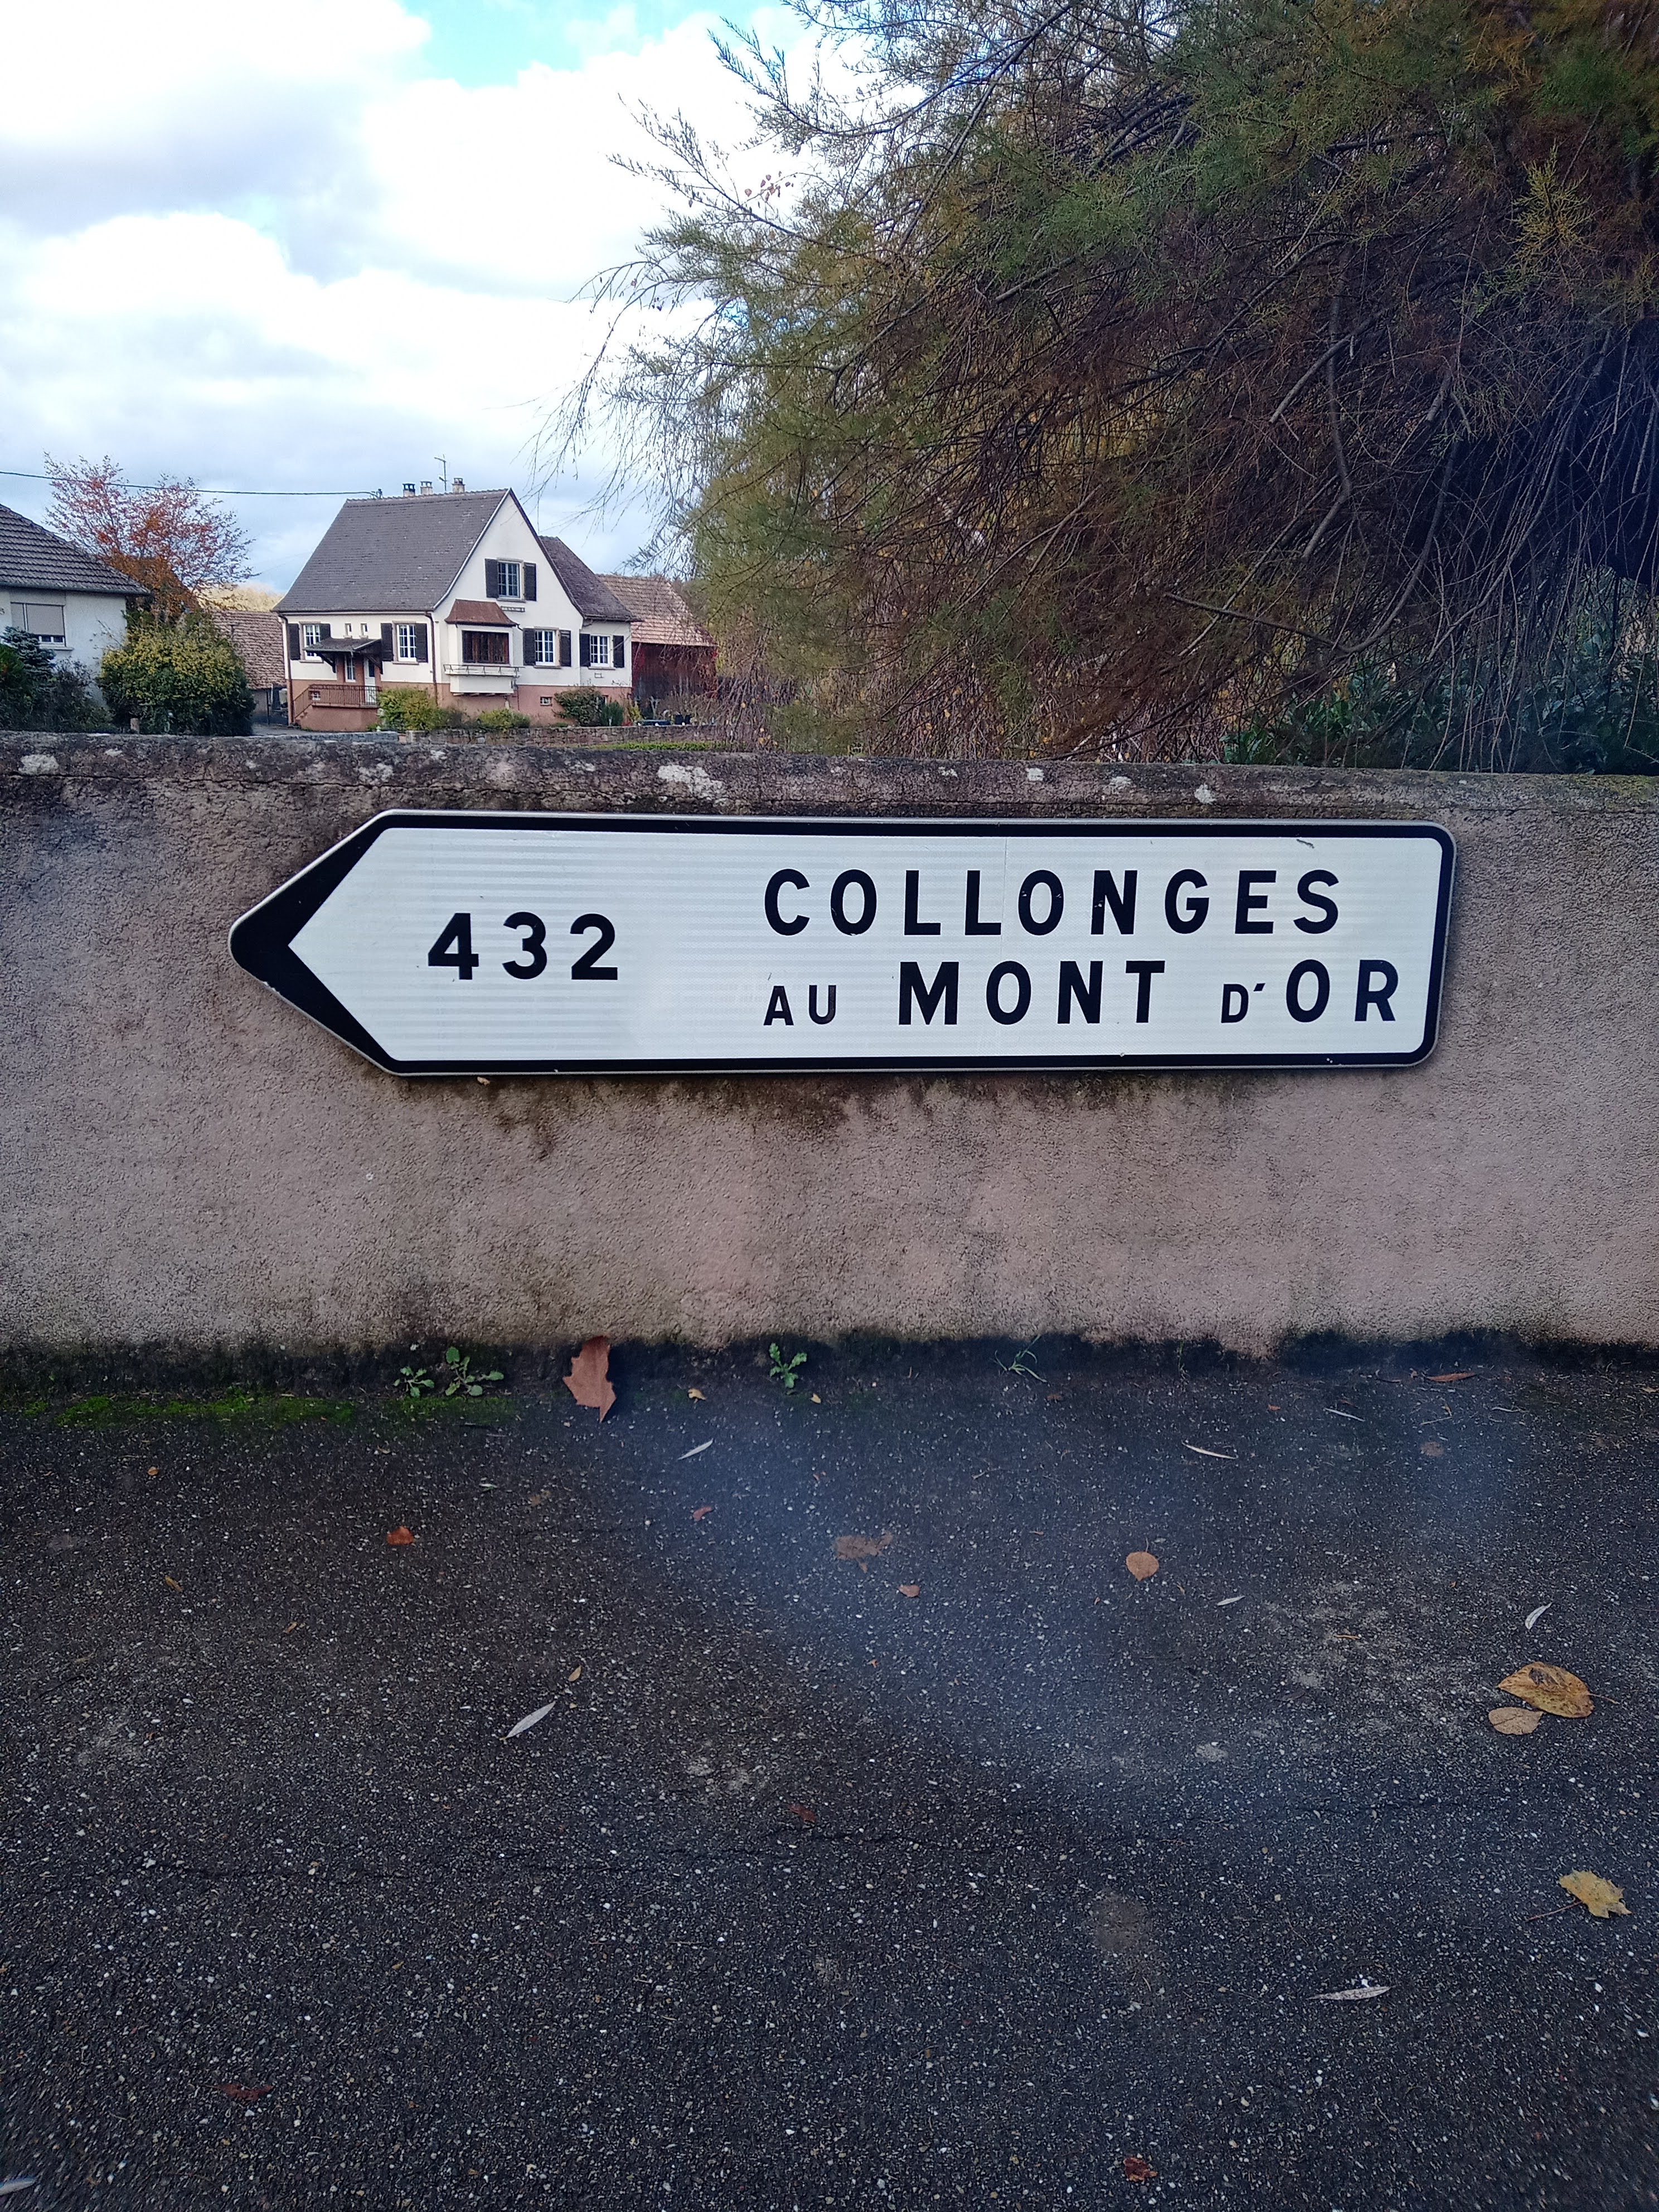 432
COLLONGES
AU MONT D'OR